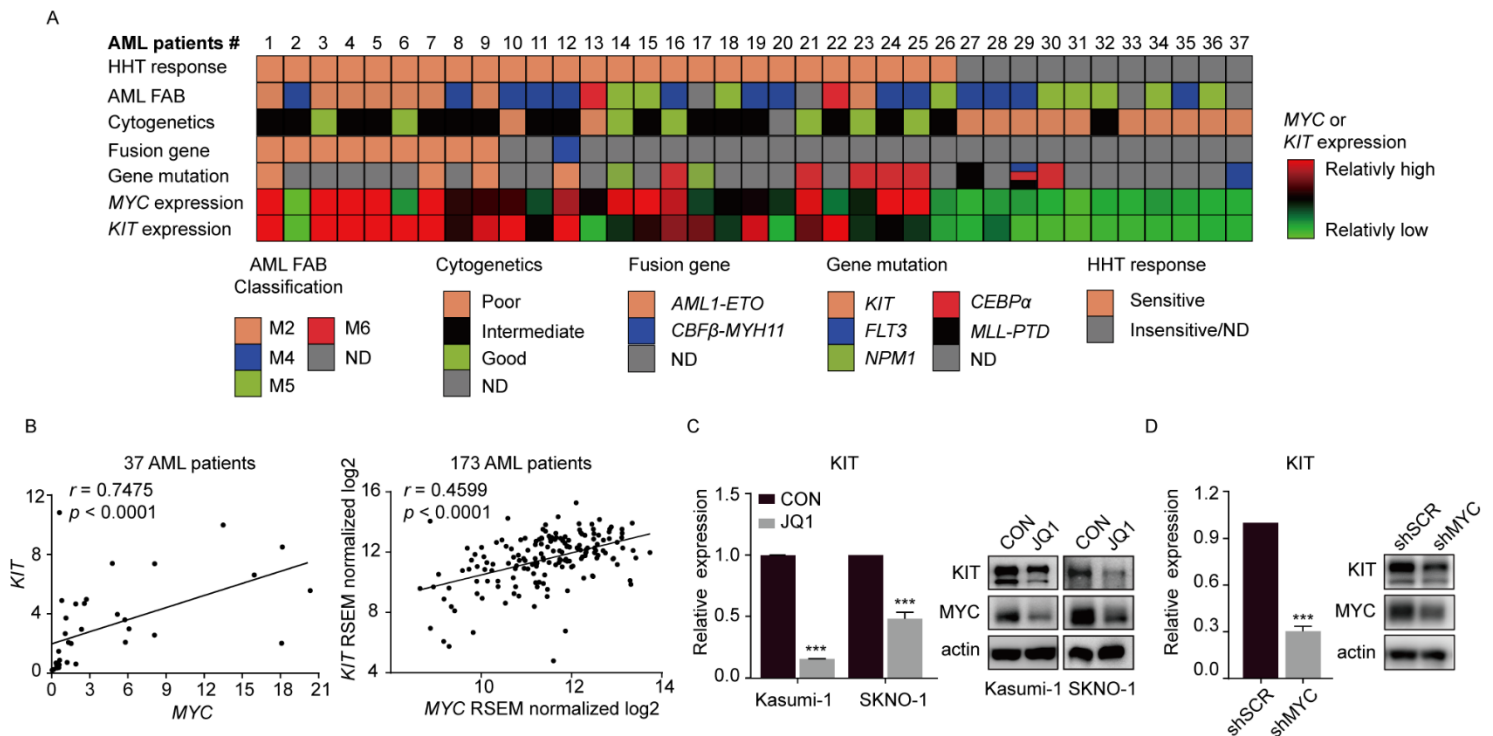 A
AML patients # 1 2 3 4 5 6 7 8 9 10 11 12 13 14 15 16 17 18 19 20 21 22 23 24 25 26 27 28 29 30 31 32 33 34 35 36 37
HHT response
AML FAB
Cytogenetics
Fusion gene
Gene mutation
MYC expression
KIT expression
MYC or
KIT expression
Relativly high
Relativly low
AML FAB
Classification
M2
M4
M5
M6
ND
Cytogenetics
Poor
Intermediate
Good
ND
Fusion gene
AML1-ETO
CBFβ-MYH11
ND
Gene mutation
KIT
FLT3
NPM1
CEBPα
MLL-PTD
ND
HHT response
Sensitive
Insensitive/ND
B
37 AML patients
r = 0.7475
p < 0.0001
KIT
12
8
4
0
0 3 6 9 12 15 18 21
MYC
173 AML patients
r = 0.4599
p < 0.0001
KIT RSEM normalized log2
16
12
8
4
10 12 14
MYC RSEM normalized log2
C
KIT
Relative expression
1.5
1.0
0.5
0.0
CON
JQ1
***
***
Kasumi-1 SKNO-1
CON JQ1 CON JQ1
KIT
MYC
actin
Kasumi-1 SKNO-1
D
KIT
Relative expression
1.2
0.9
0.6
0.3
0.0
***
shSCR shMYC
shSCR shMYC
KIT
MYC
actin